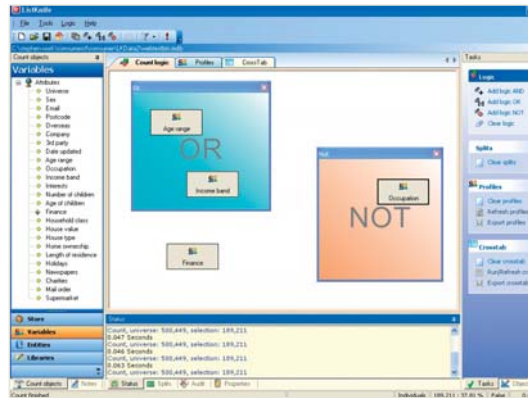 ListKnife
File Tools Logic Help
Count objects
Variables
Attributes
Universe
Sex
Email
Postcode
Overseas
Company
3rd party
Date updated
Age range
Occupation
Income band
Interests
Number of children
Age of children
Finance
Household class
House value
House type
Home ownership
Length of residence
Holidays
Newspapers
Charities
Mail order
Supermarket
Store
Variables
Entities
Libraries
Count objects Notes
Count logic Profiles CrossTab
Or
Age range
OR
Income band
Finance
Not
Occupation
NOT
Status
Count, universe: 500,449, selection: 189,211
0.047 Seconds
Count, universe: 500,449, selection: 189,211
0.046 Seconds
Count, universe: 500,449, selection: 189,211
0.063 Seconds
Count, universe: 500,449, selection: 189,211
Status Splits Audit Properties
Tasks
Logic
Add logic AND
Add logic OR
Add logic NOT
Clear logic
Splits
Clear splits
Profiles
Clear profiles
Refresh profiles
Export profiles
Crosstab
Clear crosstab
Run/Refresh
Export crosstab
Tasks
Count finished
Individuals 189,211 37.81 % False